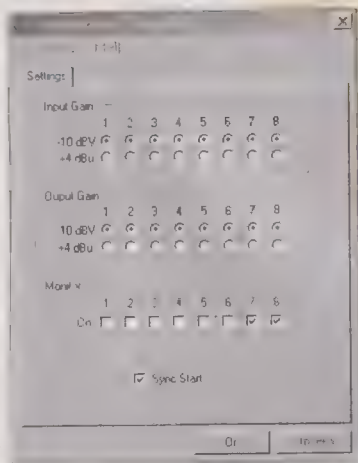 Settings
Input Gain
1 2 3 4 5 6 7 8
-10 dBV
+4 dBu
Ouput Gain
1 2 3 4 5 6 7 8
10 dBV
+4 dBu
1 2 3 4 5 6 7 8
On
Sync Start